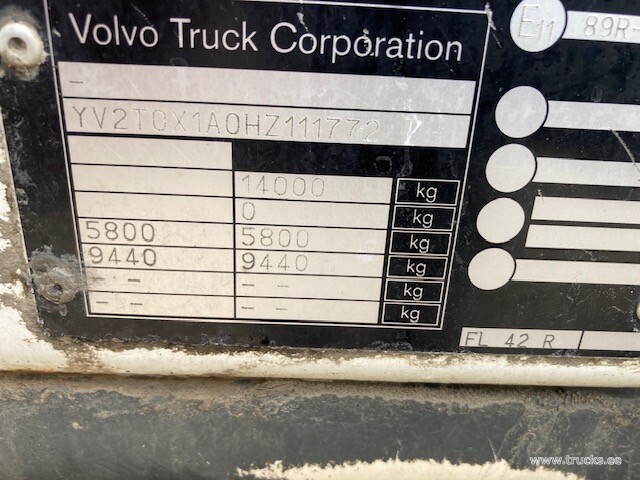 Volvo Truck Corporation
E11 89R-
-
YV2T0X1A0HZ111772
14000 kg
0 kg
5800 5800 kg
9440 9440 kg
- - - - kg
- - - - kg
FL 42 R
www.trucks.ee